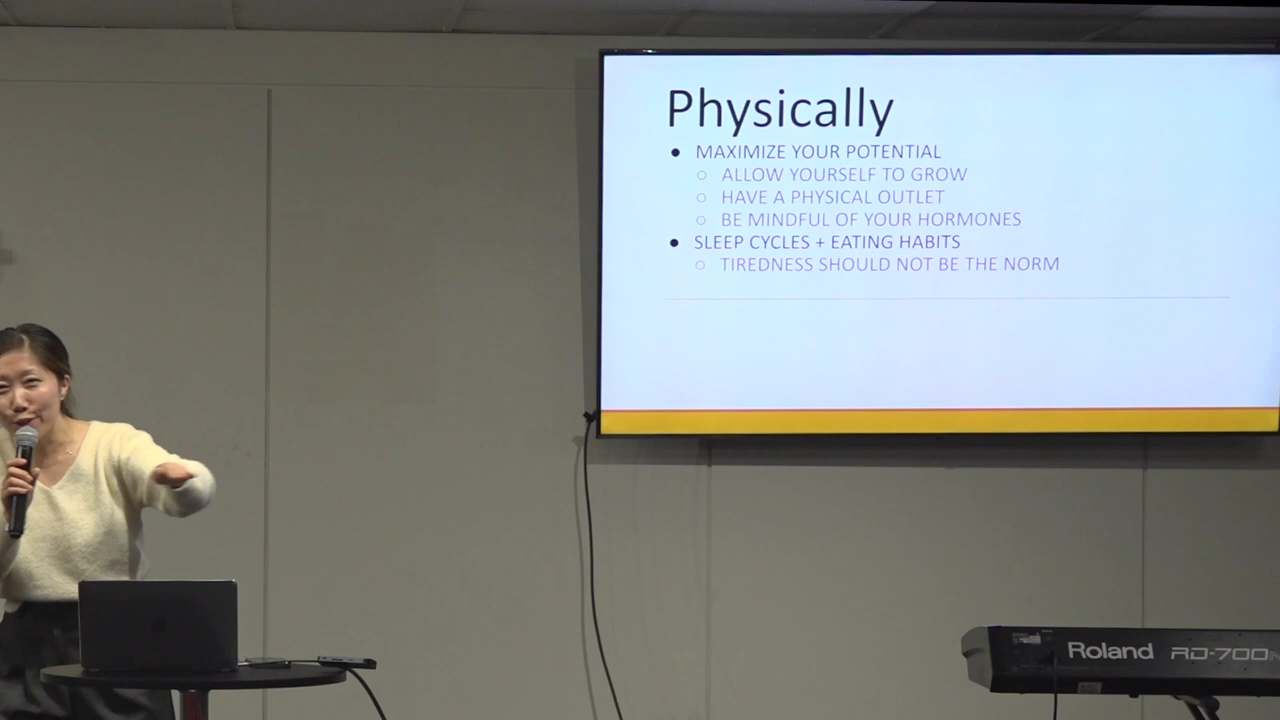 Physically
● MAXIMIZE YOUR POTENTIAL
○ ALLOW YOURSELF TO GROW
○ HAVE A PHYSICAL OUTLET
○ BE MINDFUL OF YOUR HORMONES
● SLEEP CYCLES + EATING HABITS
○ TIREDNESS SHOULD NOT BE THE NORM
Roland RD-700